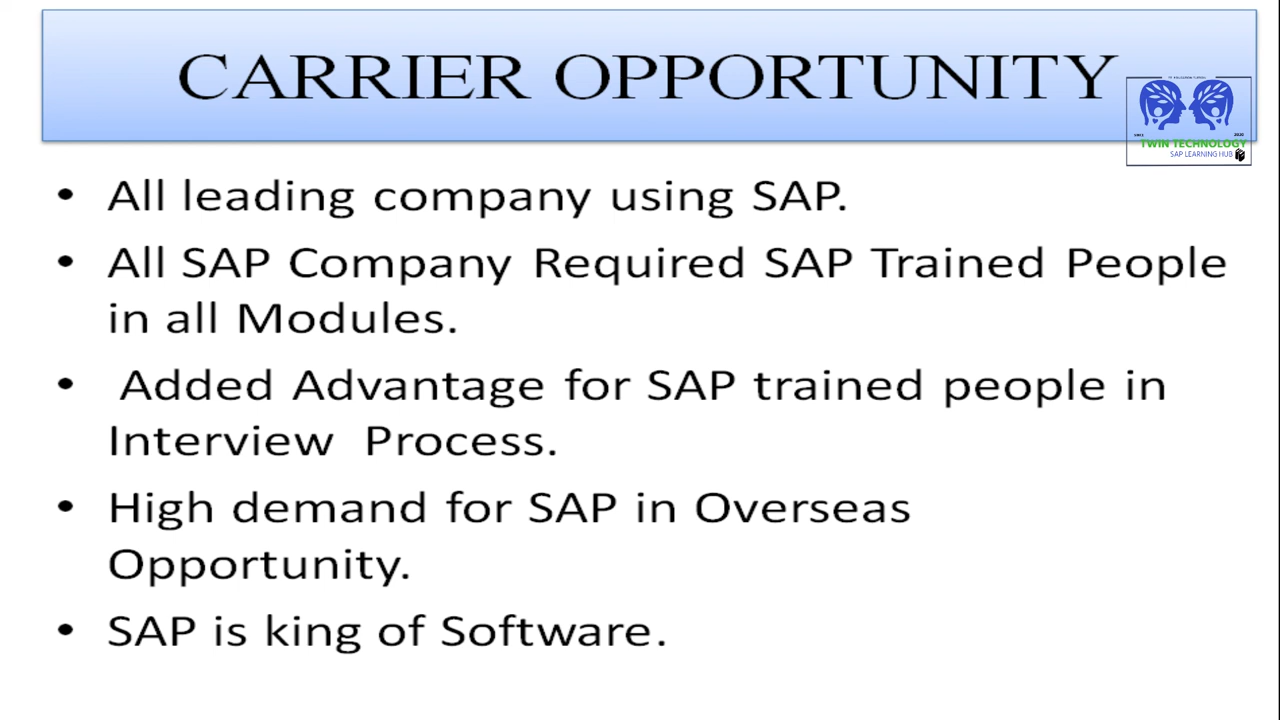 CARRIER OPPORTUNITY
TWIN TECHNOLOGY
SAP LEARNING HUB
• All leading company using SAP.
• All SAP Company Required SAP Trained People
in all Modules.
• Added Advantage for SAP trained people in
Interview Process.
• High demand for SAP in Overseas
Opportunity.
• SAP is king of Software.